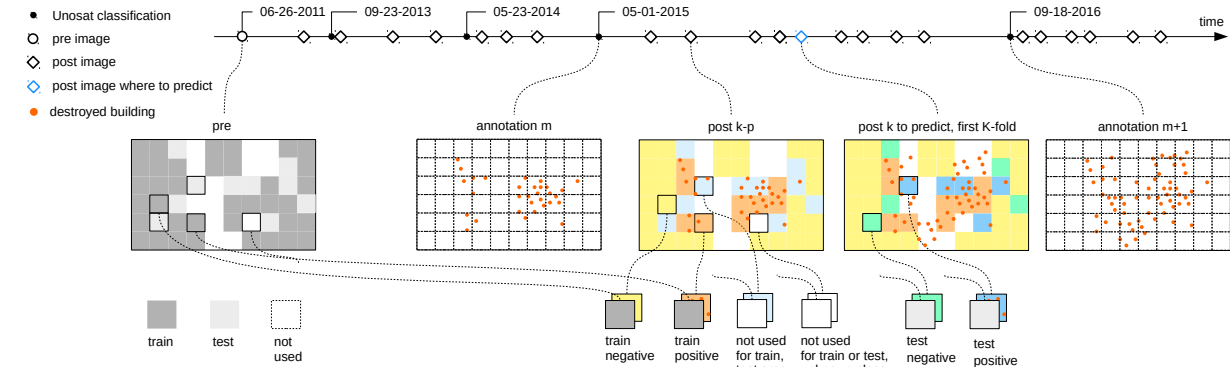 Unosat classification
pre image
post image
post image where to predict
destroyed building
06-26-2011
09-23-2013
05-23-2014
05-01-2015
09-18-2016
time
pre
annotation m
post k-p
post k to predict, first K-fold
annotation m+1
train
test
not
used
train
negative
train
positive
not used
for train,
not used
for train or test,
test
negative
test
positive